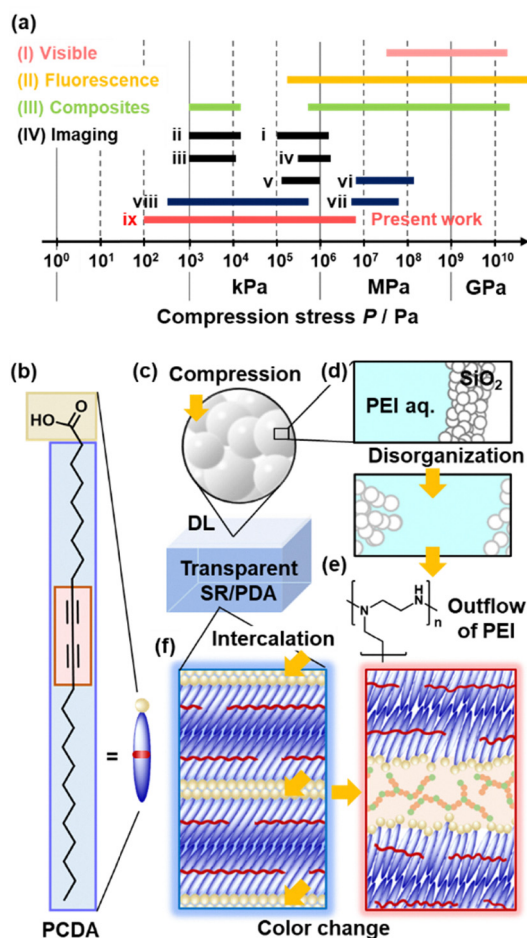 (a)
(I) Visible
(II) Fluorescence
(III) Composites
(IV) Imaging
ii
i
iii
iv
v
vi
viii
vii
ix
Present work
10⁰ 10¹ 10² 10³ 10⁴ 10⁵ 10⁶ 10⁷ 10⁸ 10⁹ 10¹⁰
kPa MPa GPa
Compression stress P / Pa
(b)
HO
O
=
PCDA
(c)
Compression
DL
Transparent
SR/PDA
(d)
PEI aq.
SiO₂
Disorganization
(e)
H
N
N
n
Outflow
of PEI
(f)
Intercalation
Color change